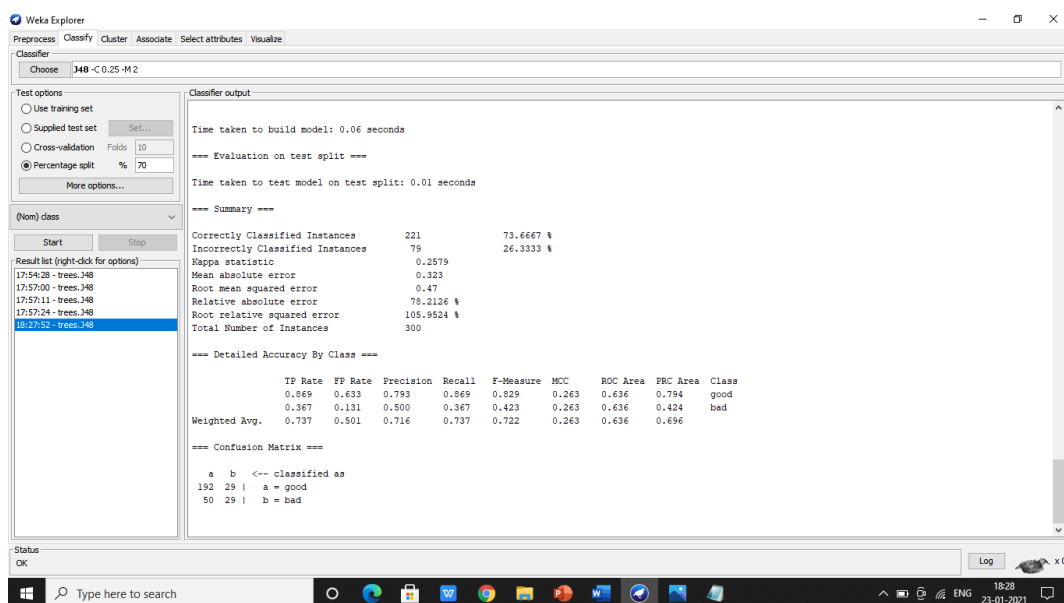 Weka Explorer
Preprocess Classify Cluster Associate Select attributes Visualize
Classifier
Choose J48 -C 0.25 -M 2
Test options
Use training set
Supplied test set Set...
Cross-validation Folds 10
Percentage split % 70
More options...
(Nom) class
Start Stop
Result list (right-click for options)
17:54:28 - trees.J48
17:57:00 - trees.J48
17:57:11 - trees.J48
17:57:24 - trees.J48
18:27:52 - trees.J48
Classifier output
Time taken to build model: 0.06 seconds
=== Evaluation on test split ===
Time taken to test model on test split: 0.01 seconds
=== Summary ===
Correctly Classified Instances 221 73.6667 %
Incorrectly Classified Instances 79 26.3333 %
Kappa statistic 0.2579
Mean absolute error 0.323
Root mean squared error 0.47
Relative absolute error 78.2126 %
Root relative squared error 105.9524 %
Total Number of Instances 300
=== Detailed Accuracy By Class ===
TP Rate FP Rate Precision Recall F-Measure MCC ROC Area PRC Area Class
0.869 0.633 0.793 0.869 0.829 0.263 0.636 0.794 good
0.367 0.131 0.500 0.367 0.423 0.263 0.636 0.424 bad
Weighted Avg. 0.737 0.501 0.716 0.737 0.722 0.263 0.636 0.696
=== Confusion Matrix ===
a b <-- classified as
192 29 | a = good
50 29 | b = bad
Status
OK
Log
x 0
Type here to search
ENG
18:28
23-01-2021